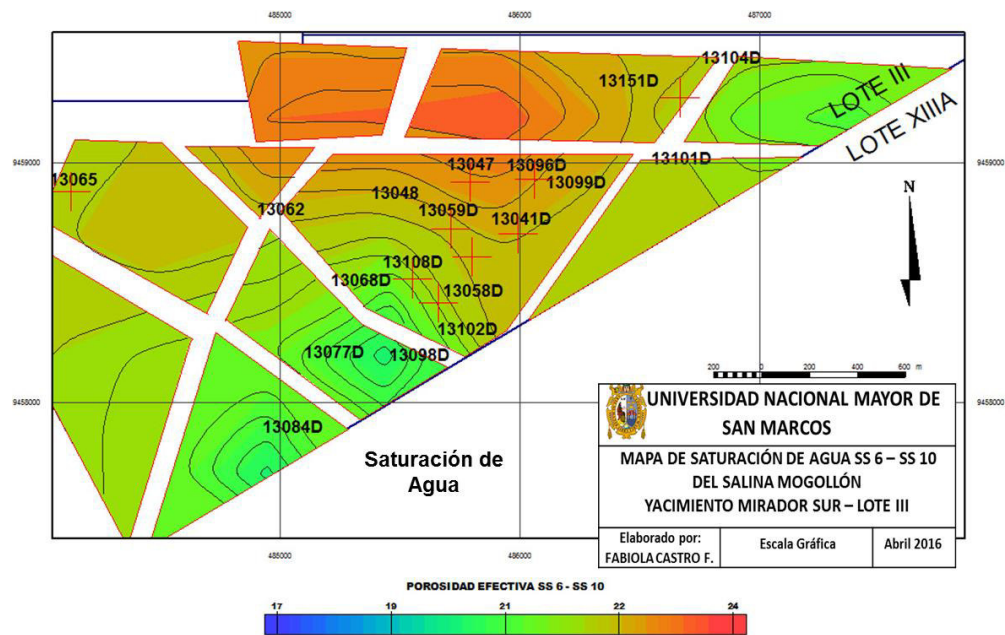 485000
486000
487000
13104D
13151D
LOTE III
LOTE XIIIA
9459000
9459000
13065
13047
13096D
13101D
13099D
13048
13062
13059D
13041D
N
13108D
13068D
13058D
13102D
13077D
13098D
200
0
200
400
600 m
9458000
9458000
13084D
Saturación de
Agua
UNIVERSIDAD NACIONAL MAYOR DE
SAN MARCOS
MAPA DE SATURACIÓN DE AGUA SS 6 – SS 10
DEL SALINA MOGOLLÓN
YACIMIENTO MIRADOR SUR – LOTE III
Elaborado por:
FABIOLA CASTRO F.
Escala Gráfica
Abril 2016
485000
486000
POROSIDAD EFECTIVA SS 6 - SS 10
17
19
21
22
24